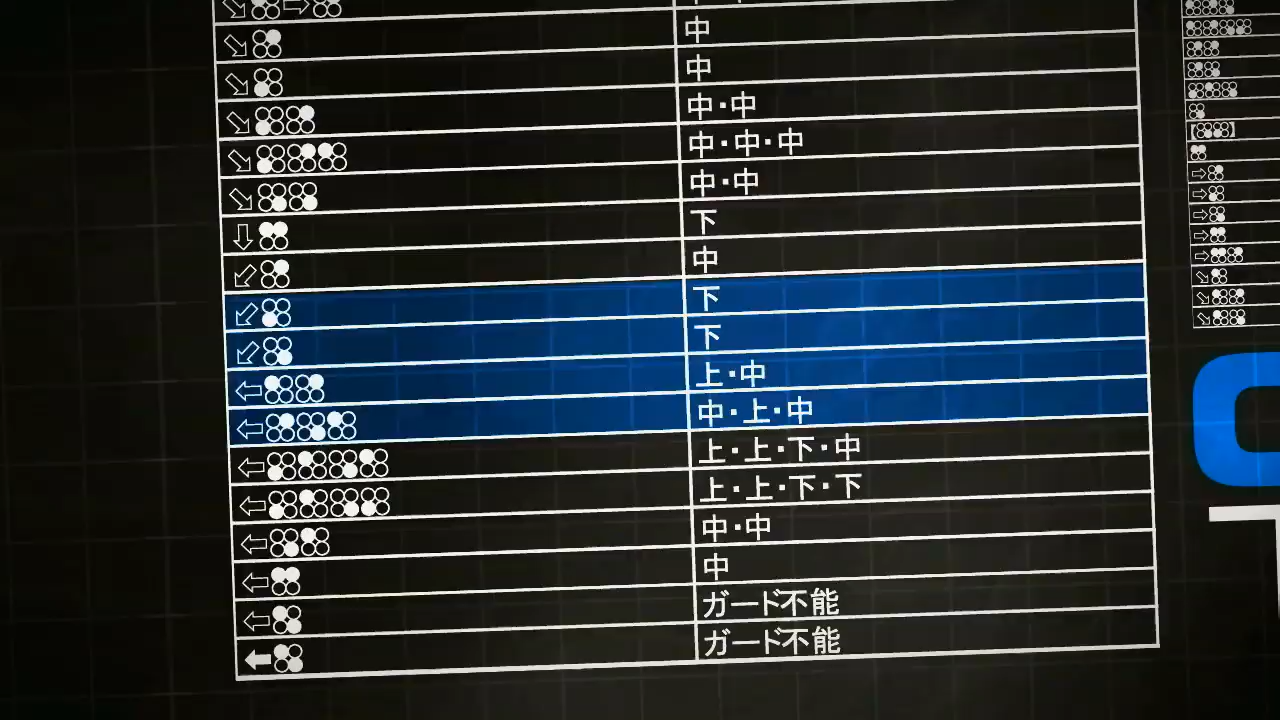 中
中
中・中
中・中・中
中・中
下
中
下
下
上・中
中・上・中
上・上・下・中
上・上・下・下
中・中
中
ガード不能
ガード不能